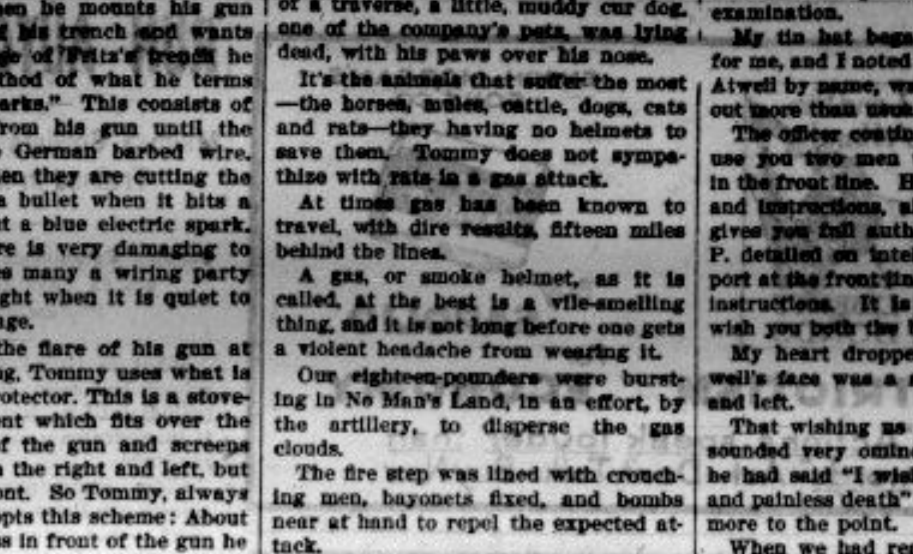 en he mounts his gun
f his trench and wants
ge of Fritz's trench he
thod of what he terms
arks." This consists of
rom his gun until the
German barbed wire.
en they are cutting the
a bullet when it hits a
t a blue electric spark.
re is very damaging to
s many a wiring party
ght when it is quiet to
age.
the flare of his gun at
g, Tommy uses what is
otector. This is a stove-
nt which fits over the
f the gun and screens
the right and left, but
ont. So Tommy, always
pts this scheme: About
s in front of the gun he
of a traverse, a little, muddy cur dog,
one of the company's pets, was lying
dead, with his paws over his nose.
It's the animals that suffer the most
—the horses, mules, cattle, dogs, cats
and rats—they having no helmets to
save them. Tommy does not sympa-
thize with rats in a gas attack.
At times gas has been known to
travel, with dire results, fifteen miles
behind the lines.
A gas, or smoke helmet, as it is
called, at the best is a vile-smelling
thing, and it is not long before one gets
a violent headache from wearing it.
Our eighteen-pounders were burst-
ing in No Man's Land, in an effort, by
the artillery, to disperse the gas
clouds.
The fire step was lined with crouch-
ing men, bayonets fixed, and bombs
near at hand to repel the expected at-
tack.
examination.
My tin hat bega
for me, and I noted
Atwell by name, wa
out more than usua
The officer contin
use you two men
in the front line. H
and instructions, a
gives you full auth
P. detailed on intel
port at the front lin
instructions. It is
wish you both the b
My heart droppe
well's face was a
and left.
That wishing us
sounded very omin
he had said "I wis
and painless death"
more to the point.
When we had re